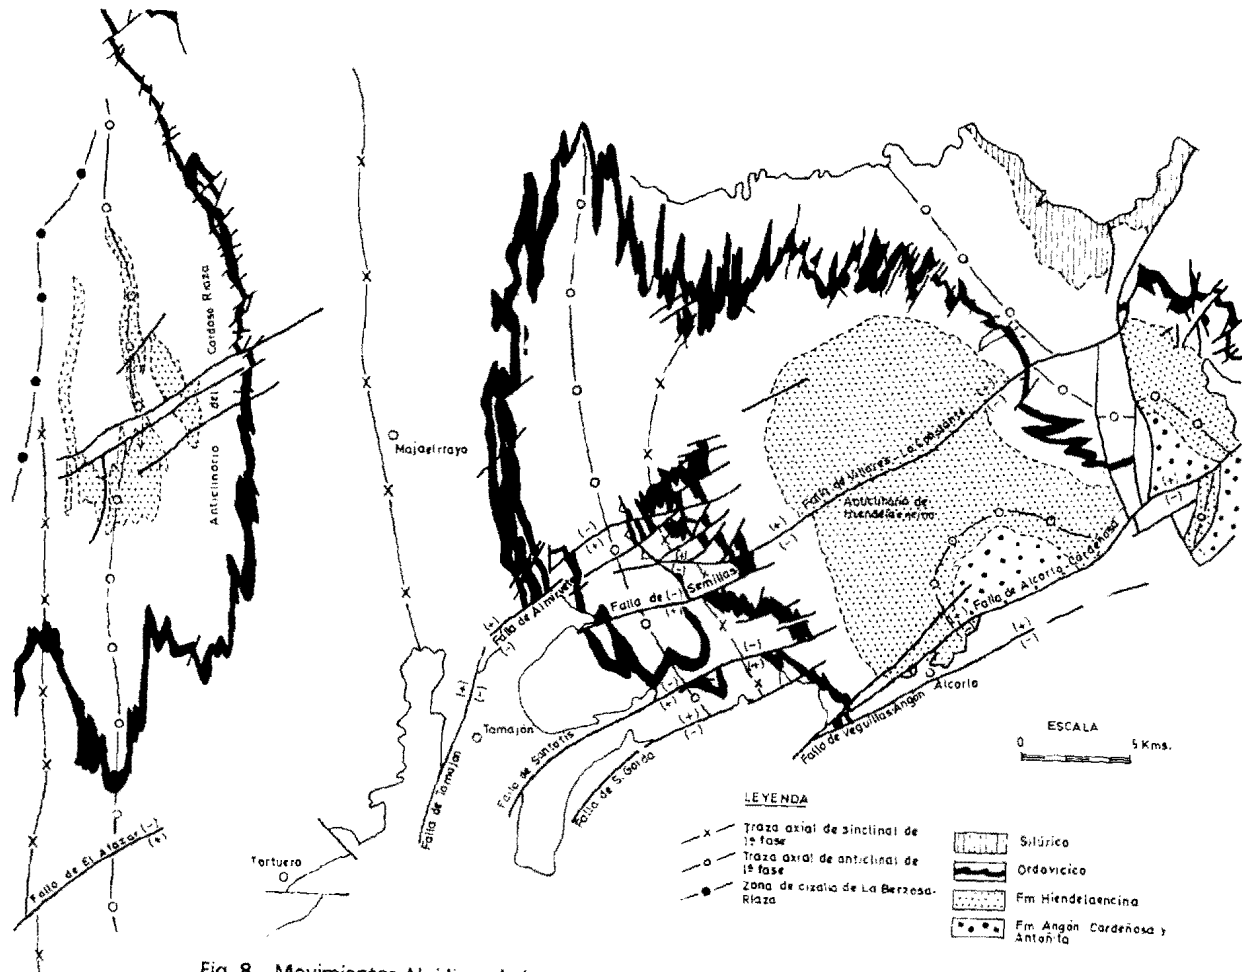 Anticlinorio del Cardoso Riaza
Majaelrrayo
Falla de Villares - La Constante
Anticlinorio de
Hiendelaencina
Falla de Almiruete
Falla de (-) Semillas
Falla de Alcorlo-Cardeñosa
Alcorlo
Falla de Veguillas-Angón
Tamajón
Falla de Tamajón
Falla de Santotis
Falla de S. Gorda
Falla de El Atazar
Tortuero
ESCALA
0 5 Kms.
LEYENDA
Traza axial de sinclinal de
1ª fase
Traza axial de anticlinal de
1ª fase
Zona de cizalla de La Berzosa-
Riaza
Silúrico
Ordovícico
Fm Hiendelaencina
Fm Angón Cardeñosa y
Antoñita
Fig. 8